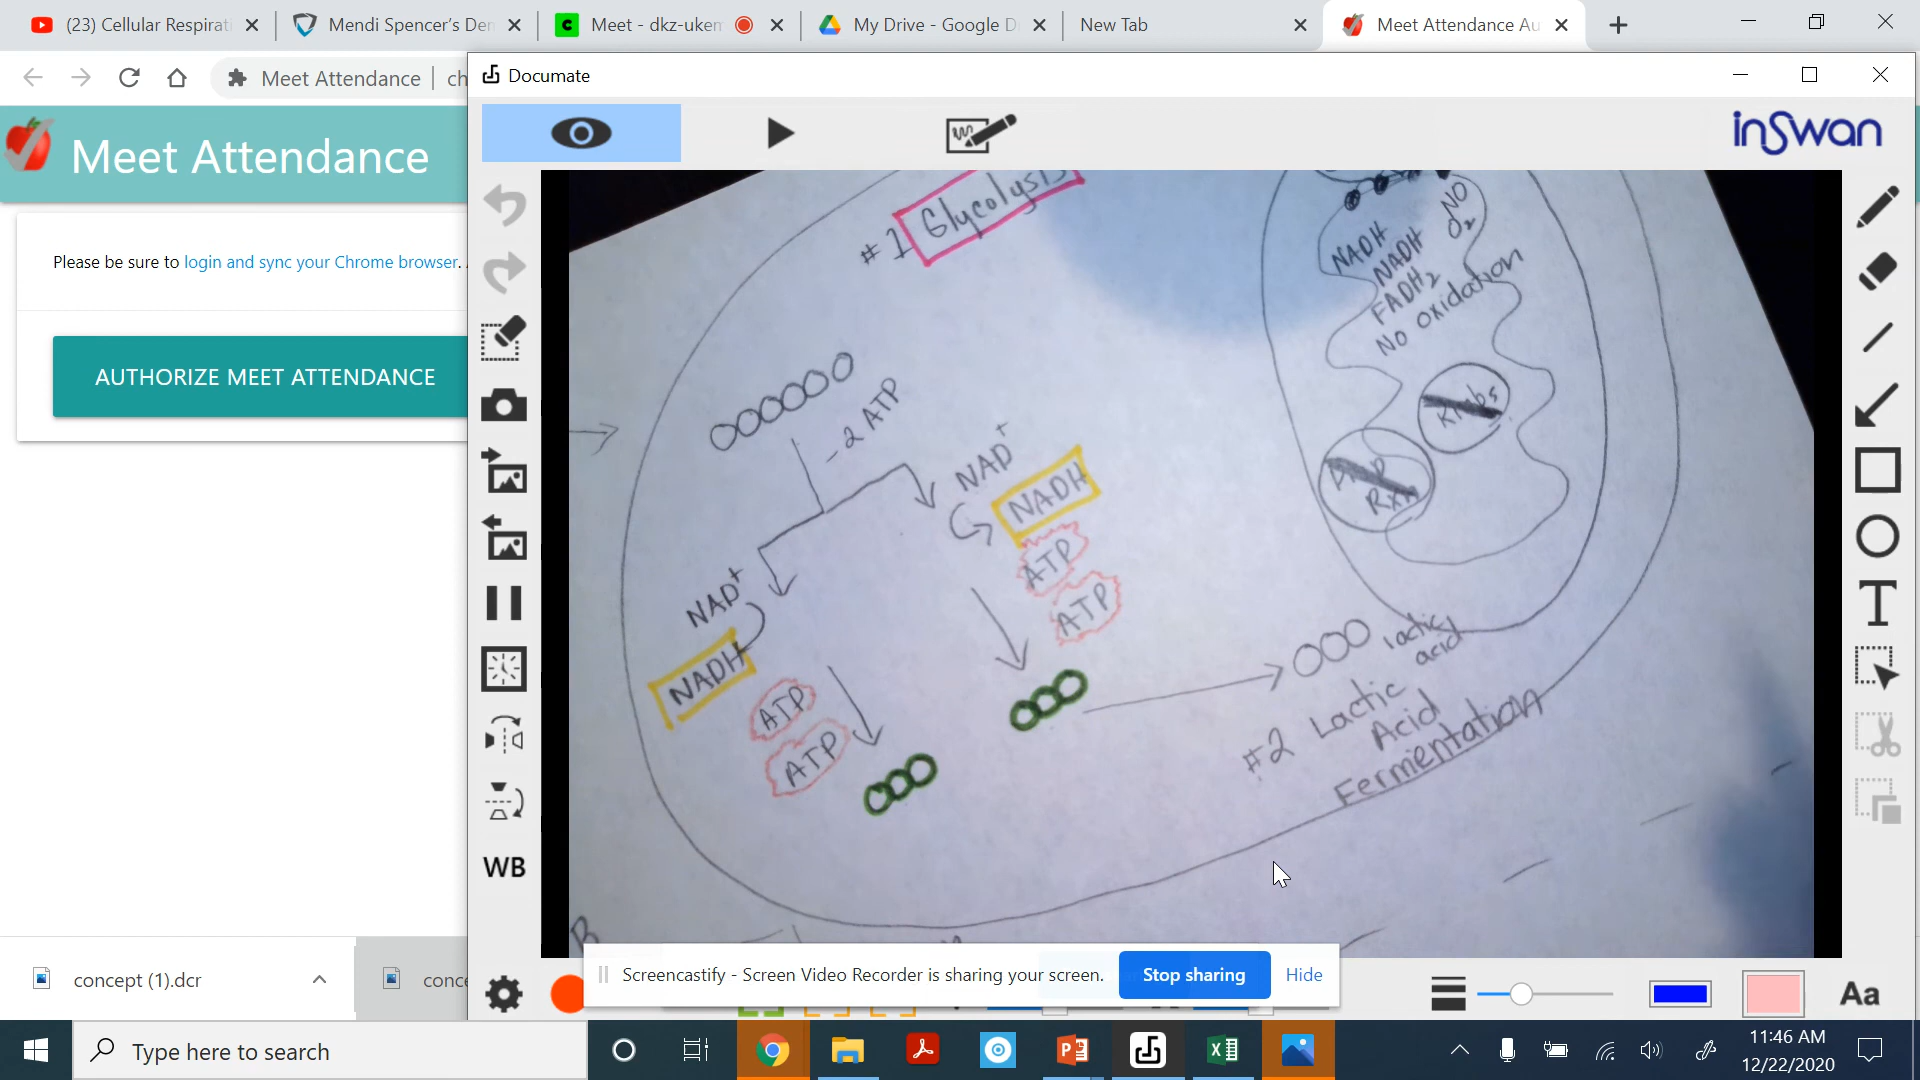 (23) Cellular Respirati
Mendi Spencer's Den
Meet - dkz-uken
My Drive - Google D
New Tab
Meet Attendance Au
Meet Attendance
ch
Documate
inSwan
Meet Attendance
Please be sure to login and sync your Chrome browser.
AUTHORIZE MEET ATTENDANCE
#1 Glycolysis
NO
O2
NADH
NADH
FADH2
No oxidation
-2 ATP
Krebs
NAD+
NADH
ATP
ATP
Rxn
NAD+
NADH
ATP
ATP
lactic
acid
#2 Lactic
Acid
Fermentation
WB
B
concept (1).dcr
conce
Screencastify - Screen Video Recorder is sharing your screen.
Stop sharing
Hide
Aa
Type here to search
11:46 AM
12/22/2020